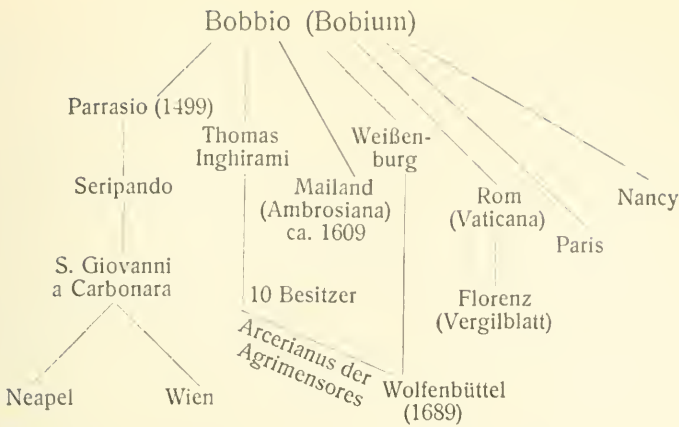 Bobbio (Bobium)
Parrasio (1499)
Thomas
Inghirami
Weißen-
burg
Seripando
Mailand
(Ambrosiana)
ca. 1609
Rom
(Vaticana)
Nancy
Paris
S. Giovanni
a Carbonara
10 Besitzer
Florenz
(Vergilblatt)
Arcerianus der
Agrimensores
Neapel
Wien
Wolfenbüttel
(1689)